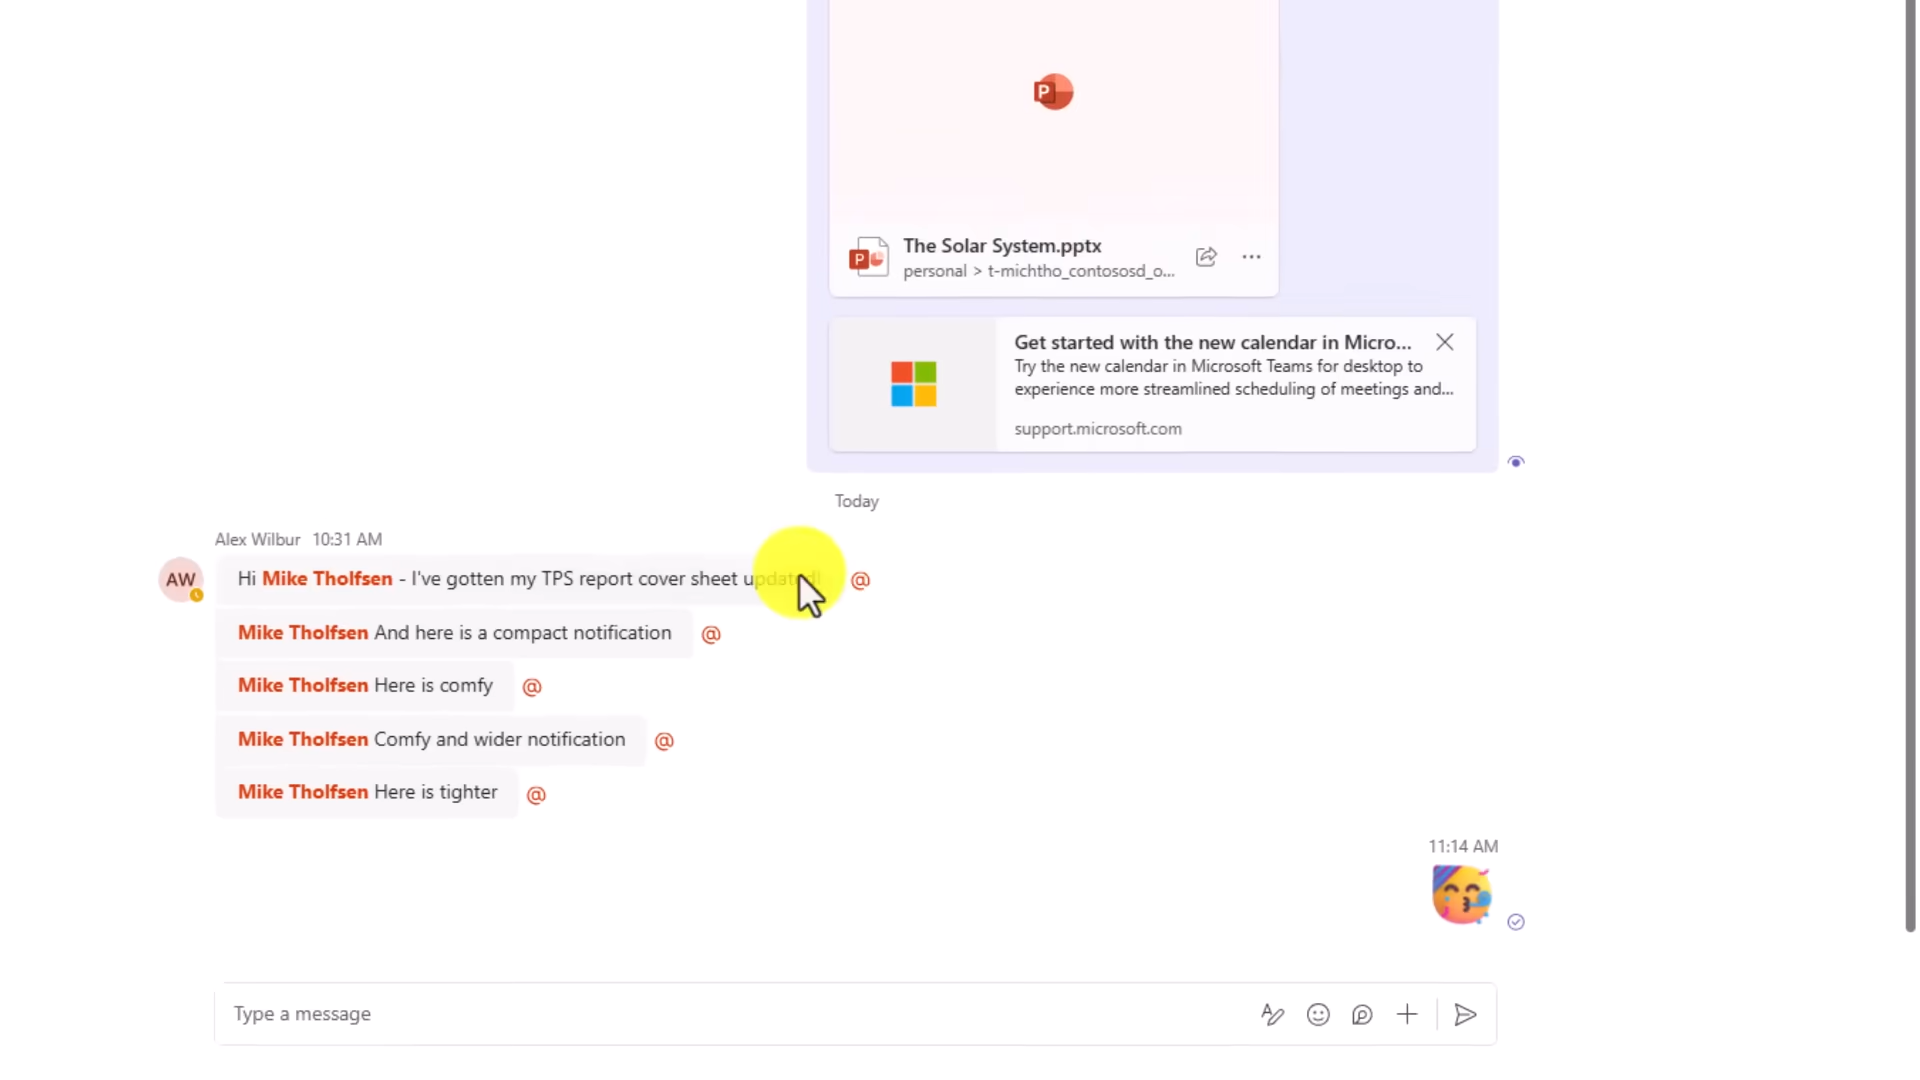 P
P
The Solar System.pptx
personal > t-michtho_contososd_o...
Get started with the new calendar in Micro...
Try the new calendar in Microsoft Teams for desktop to
experience more streamlined scheduling of meetings and...
support.microsoft.com
Today
Alex Wilbur 10:31 AM
AW
Hi Mike Tholfsen - I've gotten my TPS report cover sheet updated! @
Mike Tholfsen And here is a compact notification @
Mike Tholfsen Here is comfy @
Mike Tholfsen Comfy and wider notification @
Mike Tholfsen Here is tighter @
11:14 AM
Type a message